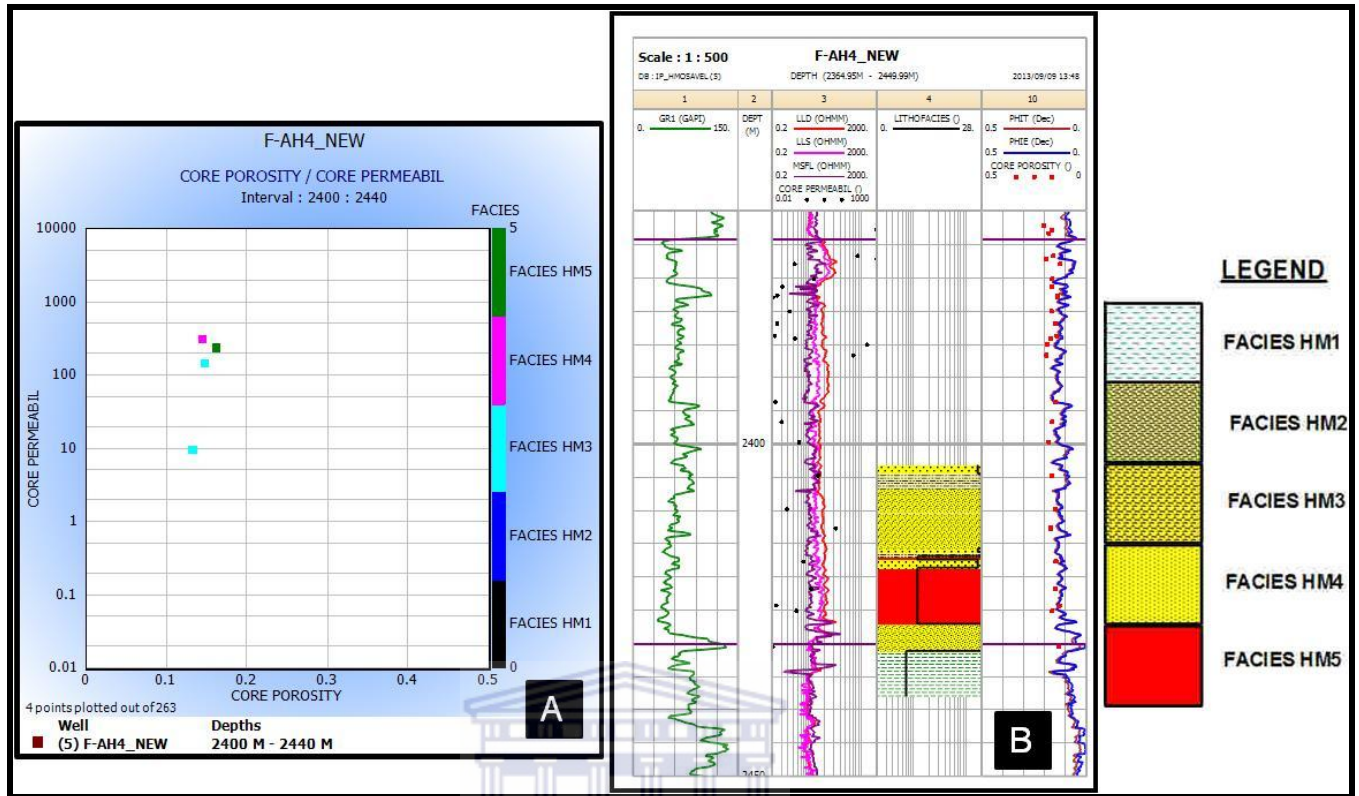 F-AH4_NEW
CORE POROSITY / CORE PERMEABIL
Interval : 2400 : 2440
FACIES
10000
1000
100
10
1
0.1
0.01
CORE PERMEABIL
0
0.1
0.2
0.3
0.4
0.5
CORE POROSITY
5
FACIES HM5
FACIES HM4
FACIES HM3
FACIES HM2
FACIES HM1
0
4 points plotted out of 263
Well Depths
(5) F-AH4_NEW 2400 M - 2440 M
A
Scale : 1 : 500 F-AH4_NEW
DB : IP_HMOSAVEL (5) DEPTH (2364.95M - 2449.99M) 2013/09/09 13:48
1 2 3 4 10
GR1 (GAPI)
0. 150.
DEPT
(M)
LLD (OHMM)
0.2 2000.
LLS (OHMM)
0.2 2000.
MSFL (OHMM)
0.2 2000.
CORE PERMEABIL ()
0.01 1000
LITHOFACIES ()
0. 28.
PHIT (Dec)
0.5 0.
PHIE (Dec)
0.5 0.
CORE POROSITY ()
0.5 0
2400
2450
B
LEGEND
FACIES HM1
FACIES HM2
FACIES HM3
FACIES HM4
FACIES HM5